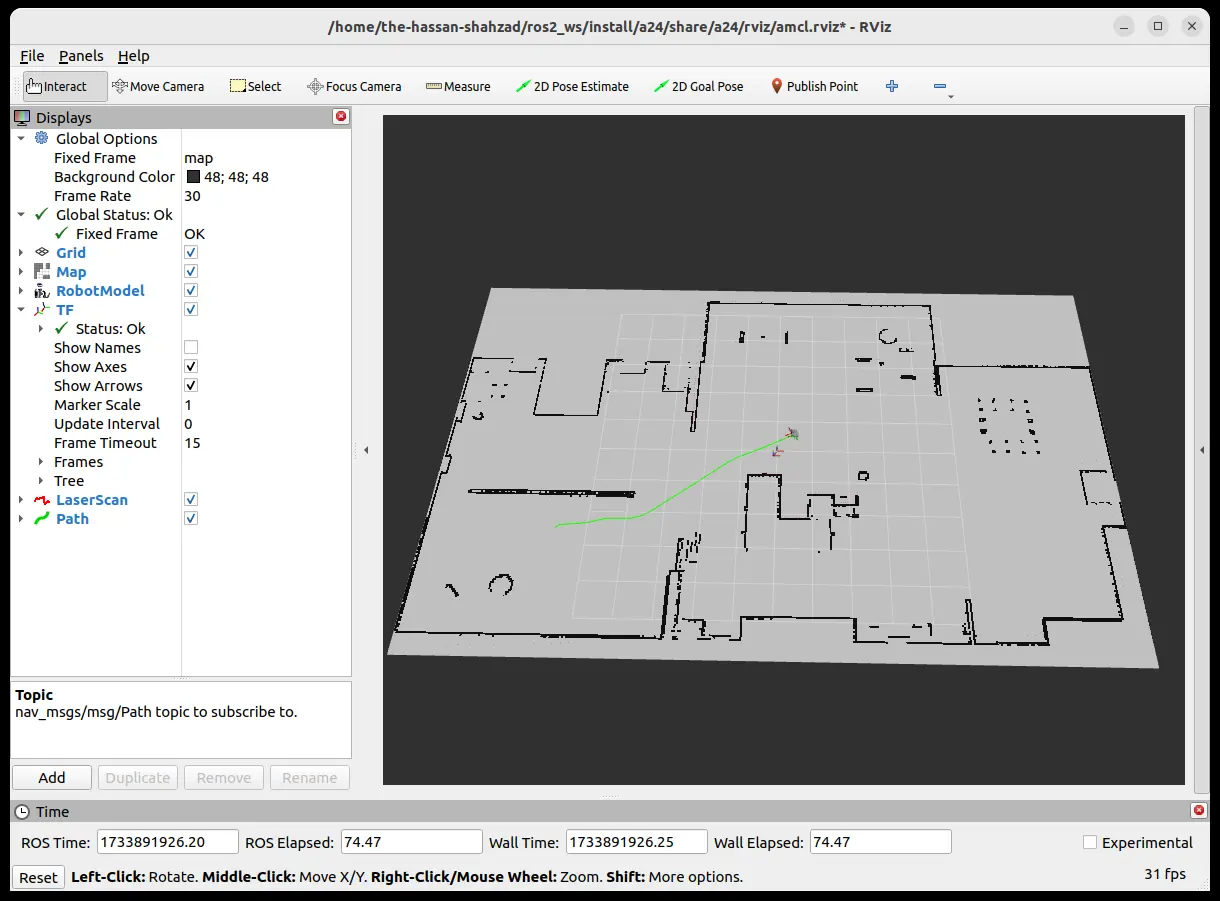 /home/the-hassan-shahzad/ros2_ws/install/a24/share/a24/rviz/amcl.rviz* - RViz
File Panels Help
Interact Move Camera Select Focus Camera Measure 2D Pose Estimate 2D Goal Pose Publish Point
Displays
Global Options
Fixed Frame map
Background Color 48; 48; 48
Frame Rate 30
Global Status: Ok
Fixed Frame OK
Grid
Map
RobotModel
TF
Status: Ok
Show Names
Show Axes
Show Arrows
Marker Scale 1
Update Interval 0
Frame Timeout 15
Frames
Tree
LaserScan
Path
Topic
nav_msgs/msg/Path topic to subscribe to.
Add Duplicate Remove Rename
Time
ROS Time: 1733891926.20 ROS Elapsed: 74.47 Wall Time: 1733891926.25 Wall Elapsed: 74.47 Experimental
Reset Left-Click: Rotate. Middle-Click: Move X/Y. Right-Click/Mouse Wheel: Zoom. Shift: More options. 31 fps